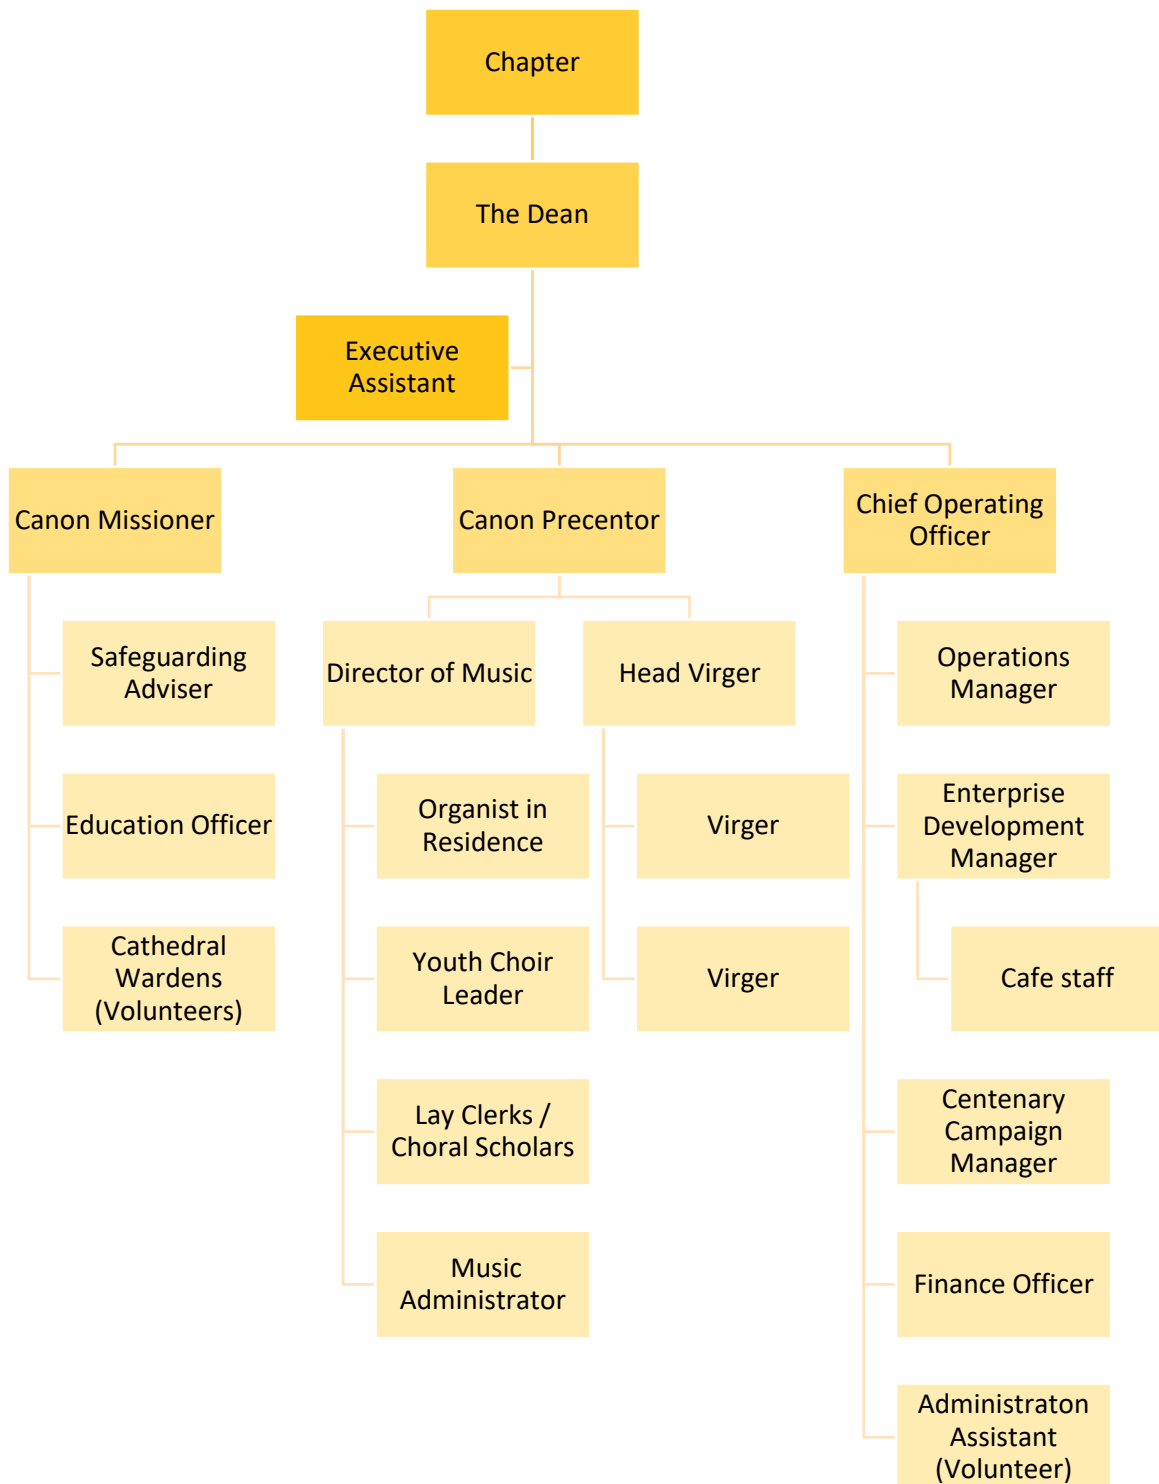 Chapter
The Dean
Executive
Assistant
Canon Missioner
Canon Precentor
Chief Operating
Officer
Safeguarding
Adviser
Education Officer
Cathedral
Wardens
(Volunteers)
Director of Music
Organist in
Residence
Youth Choir
Leader
Lay Clerks /
Choral Scholars
Music
Administrator
Head Virger
Virger
Virger
Operations
Manager
Enterprise
Development
Manager
Cafe staff
Centenary
Campaign
Manager
Finance Officer
Administraton
Assistant
(Volunteer)